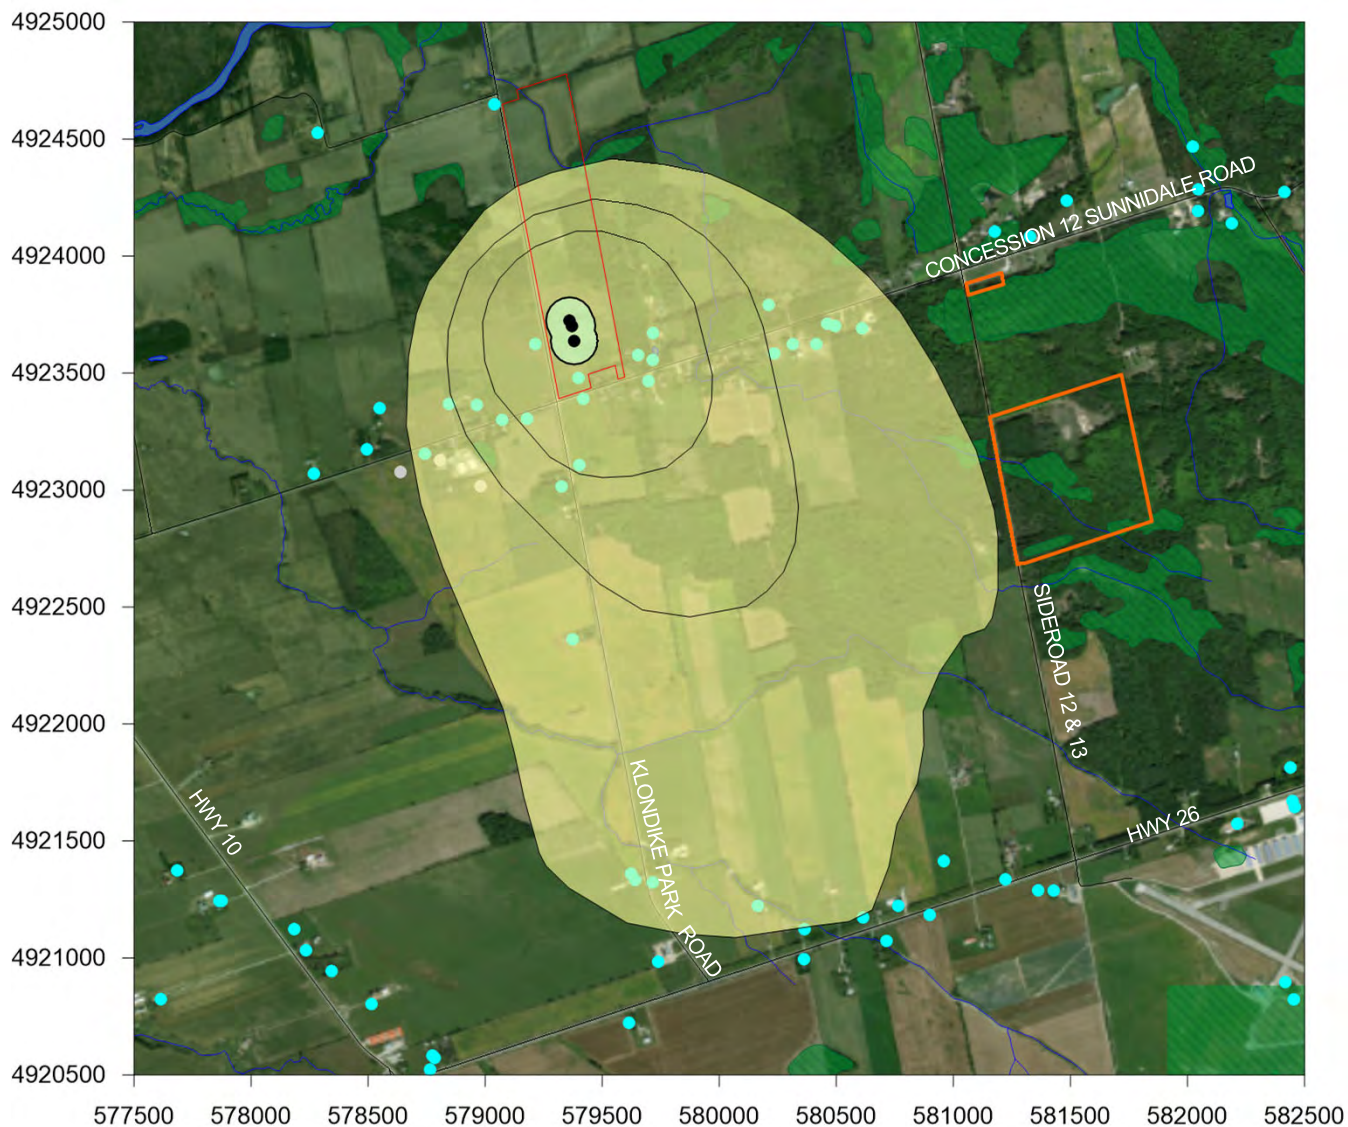 4925000
4924500
4924000
4923500
4923000
4922500
4922000
4921500
4921000
4920500
CONCESSION 12 SUNNIDALE ROAD
SIDEROAD 12 & 13
KLONDIKE PARK ROAD
HWY 10
HWY 26
577500 578000 578500 579000 579500 580000 580500 581000 581500 582000 582500